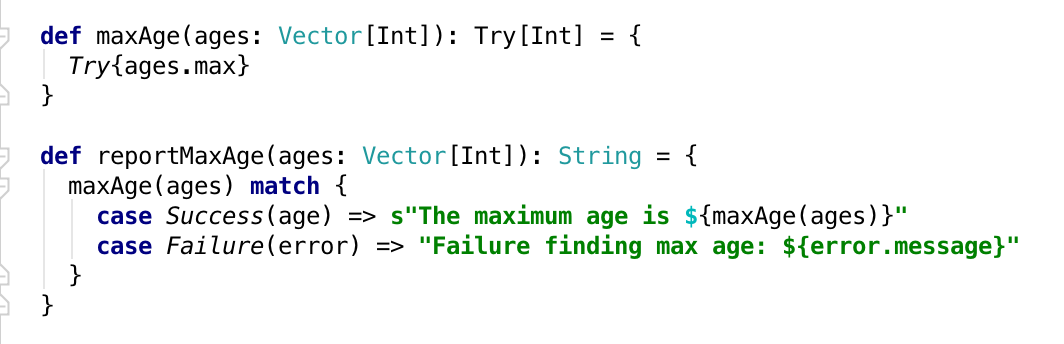 def maxAge(ages: Vector[Int]): Try[Int] = {
  Try{ages.max}
}

def reportMaxAge(ages: Vector[Int]): String = {
  maxAge(ages) match {
    case Success(age) => s"The maximum age is ${maxAge(ages)}"
    case Failure(error) => "Failure finding max age: ${error.message}"
  }
}